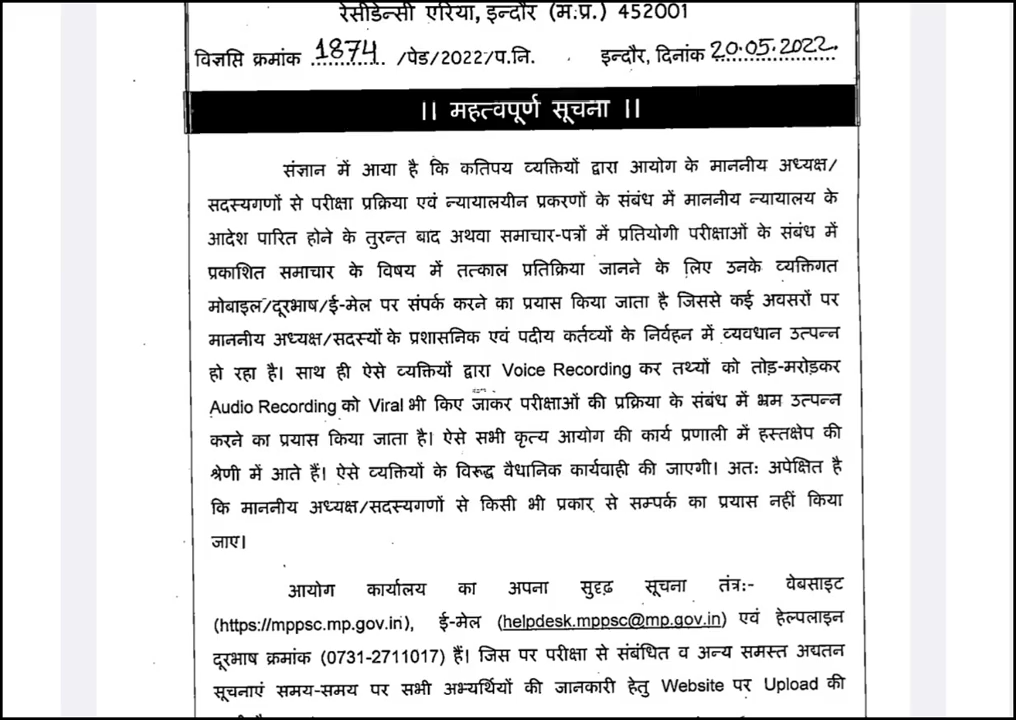 रेसीडेन्सी एरिया, इन्दौर (म.प्र.) 452001
विज्ञप्ति क्रमांक 1874 /पेड/2022/प.नि. इन्दौर, दिनांक 20.05.2022.
|| महत्वपूर्ण सूचना ||
संज्ञान में आया है कि कतिपय व्यक्तियों द्वारा आयोग के माननीय अध्यक्ष/
सदस्यगणों से परीक्षा प्रक्रिया एवं न्यायालयीन प्रकरणों के संबंध में माननीय न्यायालय के
आदेश पारित होने के तुरन्त बाद अथवा समाचार-पत्रों में प्रतियोगी परीक्षाओं के संबंध में
प्रकाशित समाचार के विषय में तत्काल प्रतिक्रिया जानने के लिए उनके व्यक्तिगत
मोबाइल/दूरभाष/ई-मेल पर संपर्क करने का प्रयास किया जाता है जिससे कई अवसरों पर
माननीय अध्यक्ष/सदस्यों के प्रशासनिक एवं पदीय कर्तव्यों के निर्वहन में व्यवधान उत्पन्न
हो रहा है। साथ ही ऐसे व्यक्तियों द्वारा Voice Recording कर तथ्यों को तोड़-मरोड़कर
Audio Recording को Viral भी किए जाकर परीक्षाओं की प्रक्रिया के संबंध में भ्रम उत्पन्न
करने का प्रयास किया जाता है। ऐसे सभी कृत्य आयोग की कार्य प्रणाली में हस्तक्षेप की
श्रेणी में आते हैं। ऐसे व्यक्तियों के विरूद्ध वैधानिक कार्यवाही की जाएगी। अतः अपेक्षित है
कि माननीय अध्यक्ष/सदस्यगणों से किसी भी प्रकार से सम्पर्क का प्रयास नहीं किया
जाए।
आयोग कार्यालय का अपना सुदृढ़ सूचना तंत्र:- वेबसाइट
(https://mppsc.mp.gov.in), ई-मेल (helpdesk.mppsc@mp.gov.in) एवं हेल्पलाइन
दूरभाष क्रमांक (0731-2711017) हैं। जिस पर परीक्षा से संबंधित व अन्य समस्त अद्यतन
सूचनाएं समय-समय पर सभी अभ्यर्थियों की जानकारी हेतु Website पर Upload की